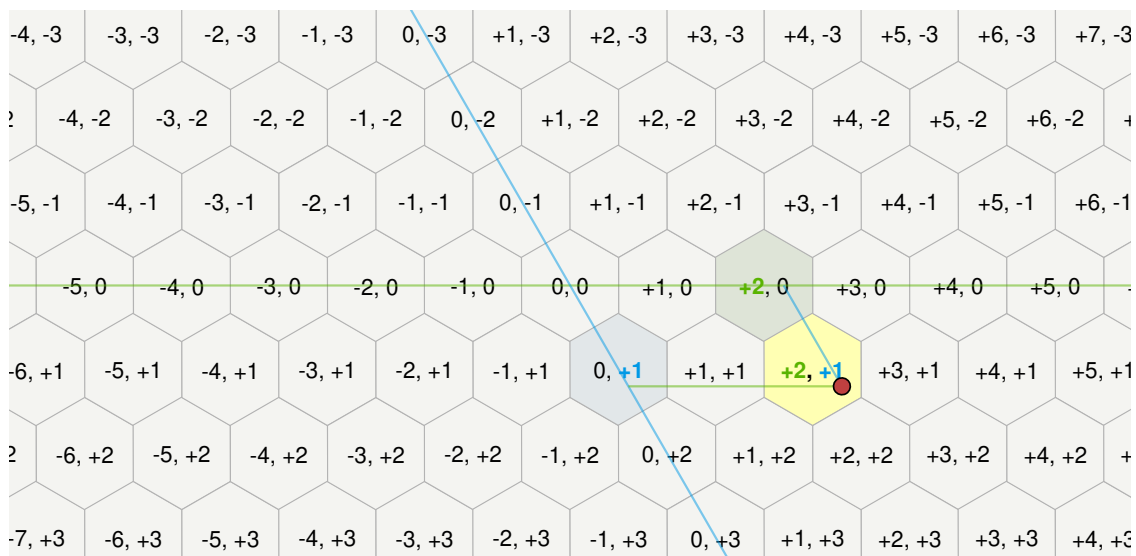 -4, -3 -3, -3 -2, -3 -1, -3 0, -3 +1, -3 +2, -3 +3, -3 +4, -3 +5, -3 +6, -3 +7, -3
2 -4, -2 -3, -2 -2, -2 -1, -2 0, -2 +1, -2 +2, -2 +3, -2 +4, -2 +5, -2 +6, -2 +
-5, -1 -4, -1 -3, -1 -2, -1 -1, -1 0, -1 +1, -1 +2, -1 +3, -1 +4, -1 +5, -1 +6, -1
-5, 0 -4, 0 -3, 0 -2, 0 -1, 0 0, 0 +1, 0 +2, 0 +3, 0 +4, 0 +5, 0
-6, +1 -5, +1 -4, +1 -3, +1 -2, +1 -1, +1 0, +1 +1, +1 +2, +1 +3, +1 +4, +1 +5, +1
2 -6, +2 -5, +2 -4, +2 -3, +2 -2, +2 -1, +2 0, +2 +1, +2 +2, +2 +3, +2 +4, +2 +
-7, +3 -6, +3 -5, +3 -4, +3 -3, +3 -2, +3 -1, +3 0, +3 +1, +3 +2, +3 +3, +3 +4, +3